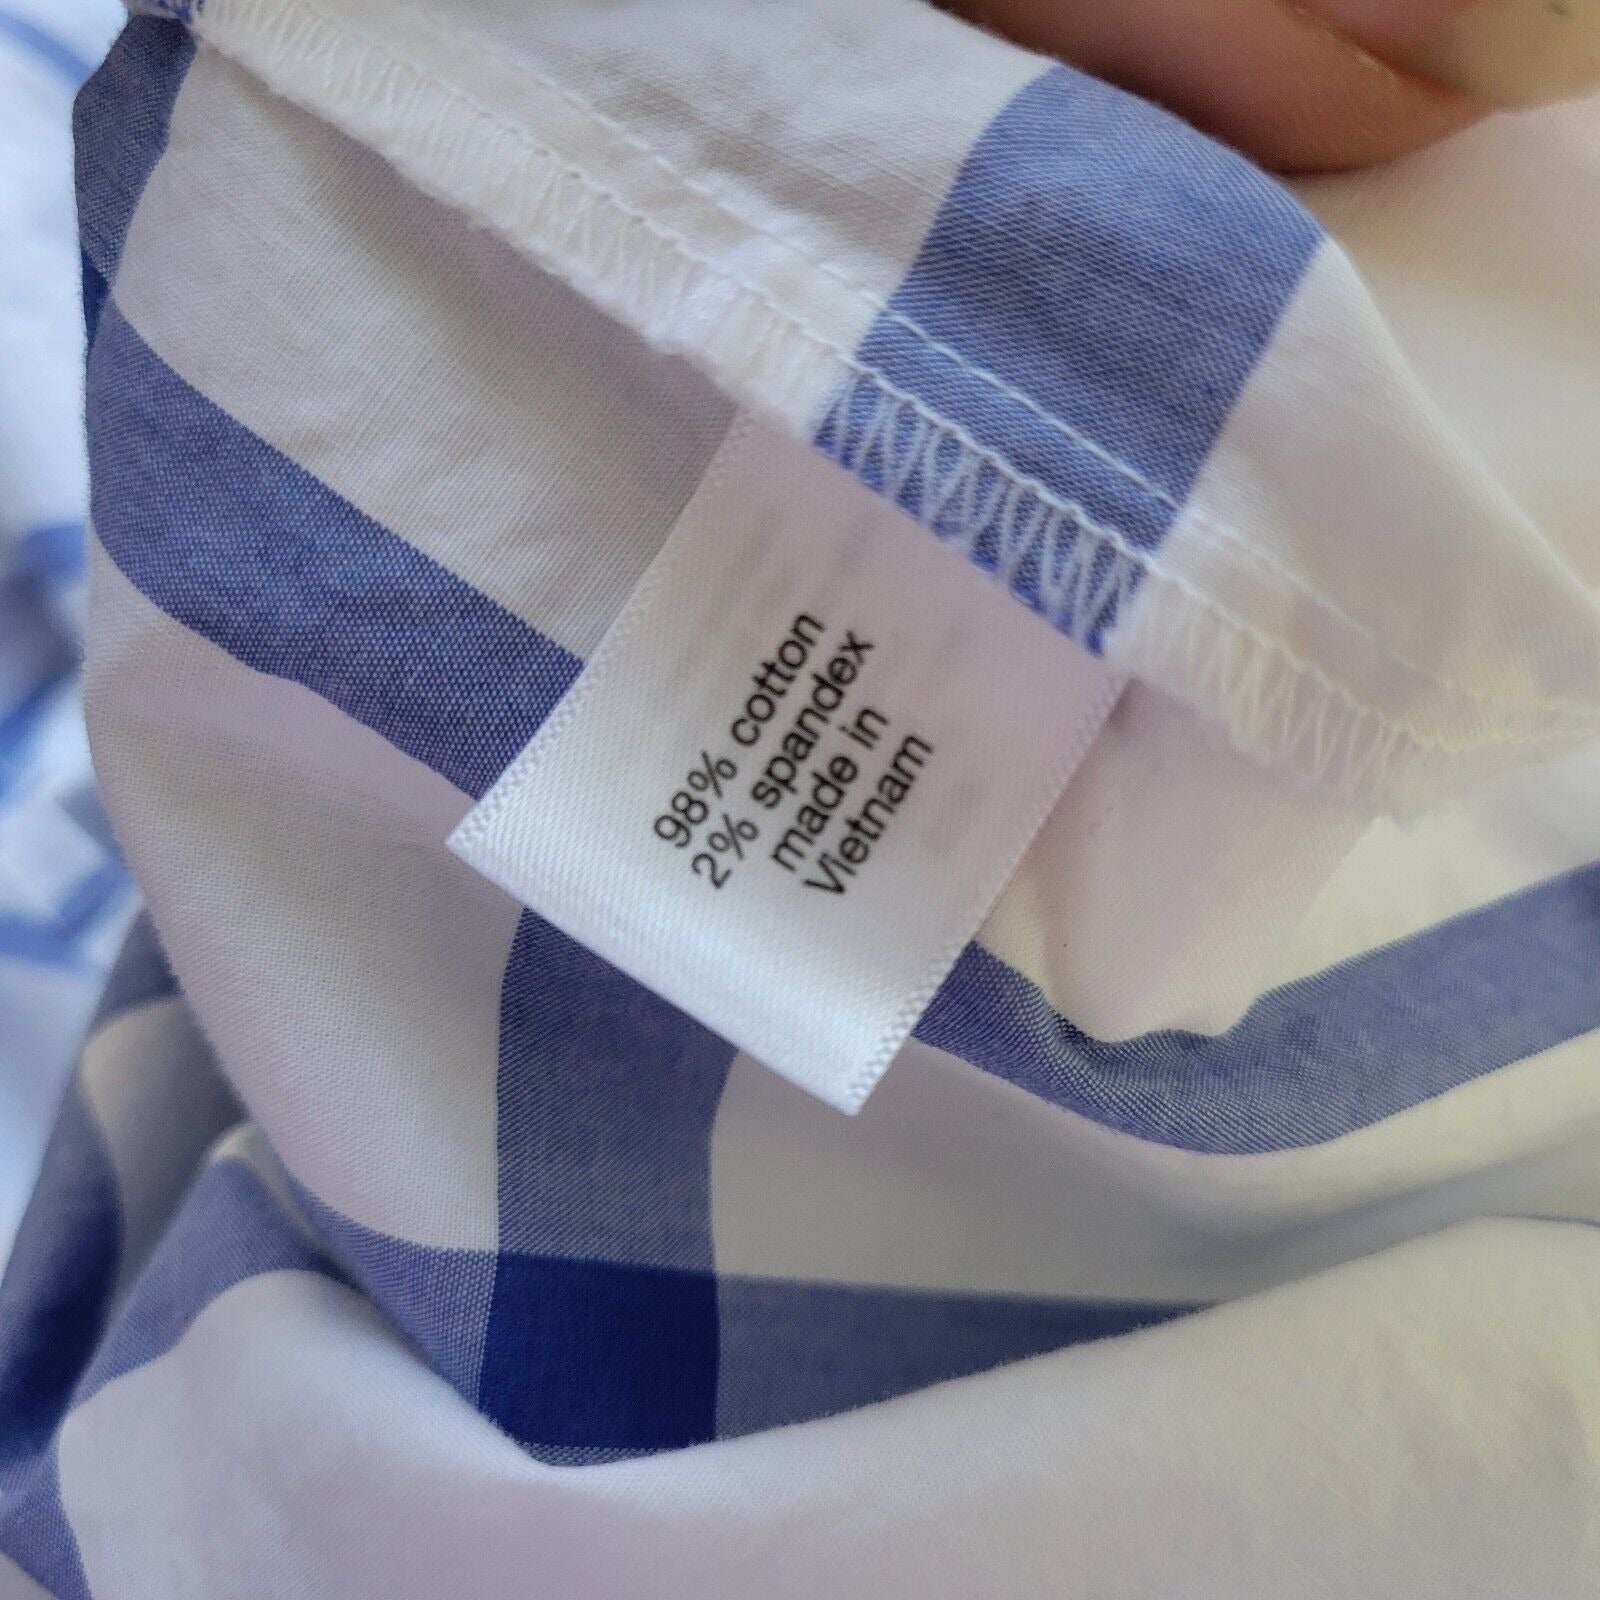 98% cotton
2% spandex
made in
Vietnam